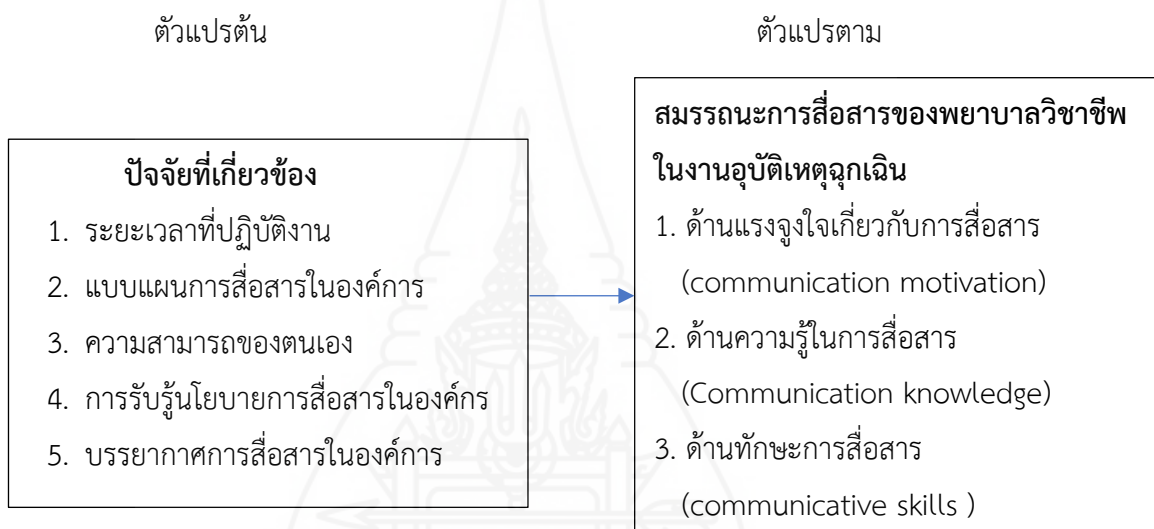 ตัวแปรต้น
ตัวแปรตาม
ปัจจัยที่เกี่ยวข้อง
1. ระยะเวลาที่ปฏิบัติงาน
2. แบบแผนการสื่อสารในองค์การ
3. ความสามารถของตนเอง
4. การรับรู้นโยบายการสื่อสารในองค์กร
5. บรรยากาศการสื่อสารในองค์การ
สมรรถนะการสื่อสารของพยาบาลวิชาชีพ
ในงานอุบัติเหตุฉุกเฉิน
1. ด้านแรงจูงใจเกี่ยวกับการสื่อสาร
(communication motivation)
2. ด้านความรู้ในการสื่อสาร
(Communication knowledge)
3. ด้านทักษะการสื่อสาร
(communicative skills )